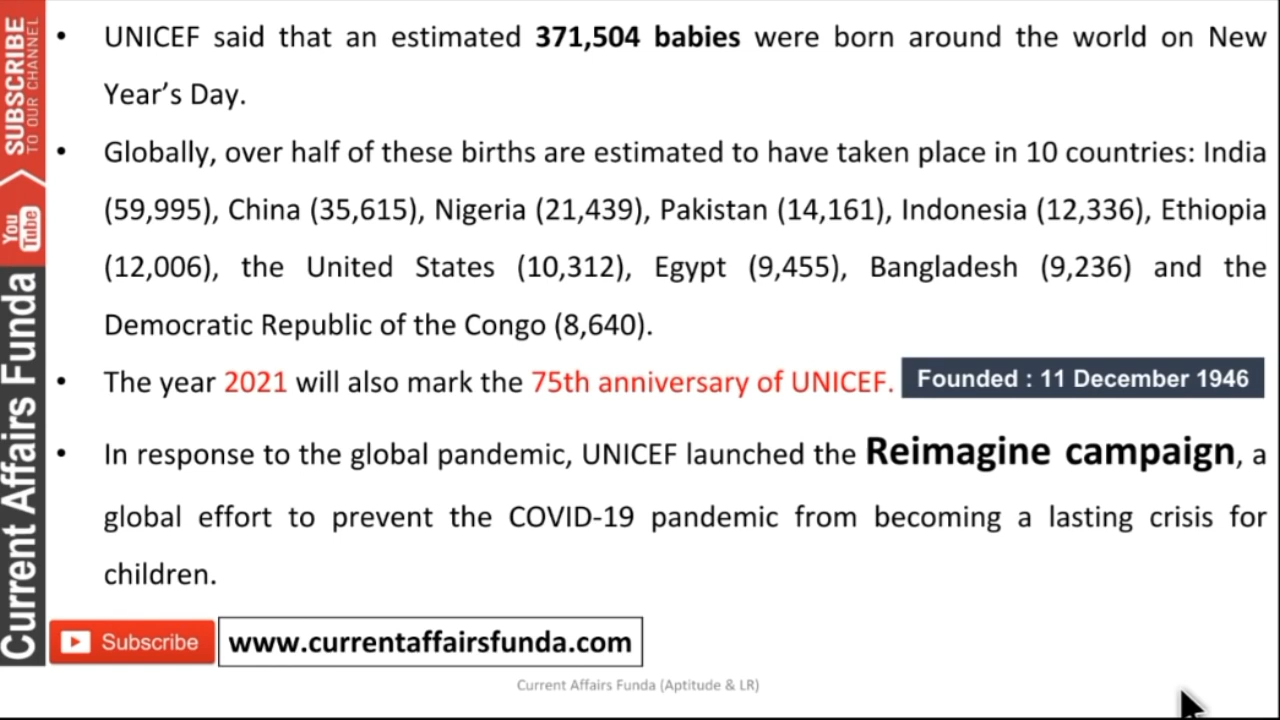 SUBSCRIBE
TO OUR CHANNEL
You
Tube
Current Affairs Funda
• UNICEF said that an estimated 371,504 babies were born around the world on New
Year's Day.
• Globally, over half of these births are estimated to have taken place in 10 countries: India
(59,995), China (35,615), Nigeria (21,439), Pakistan (14,161), Indonesia (12,336), Ethiopia
(12,006), the United States (10,312), Egypt (9,455), Bangladesh (9,236) and the
Democratic Republic of the Congo (8,640).
• The year 2021 will also mark the 75th anniversary of UNICEF. Founded : 11 December 1946
• In response to the global pandemic, UNICEF launched the Reimagine campaign, a
global effort to prevent the COVID-19 pandemic from becoming a lasting crisis for
children.
Subscribe www.currentaffairsfunda.com
Current Affairs Funda (Aptitude & LR)